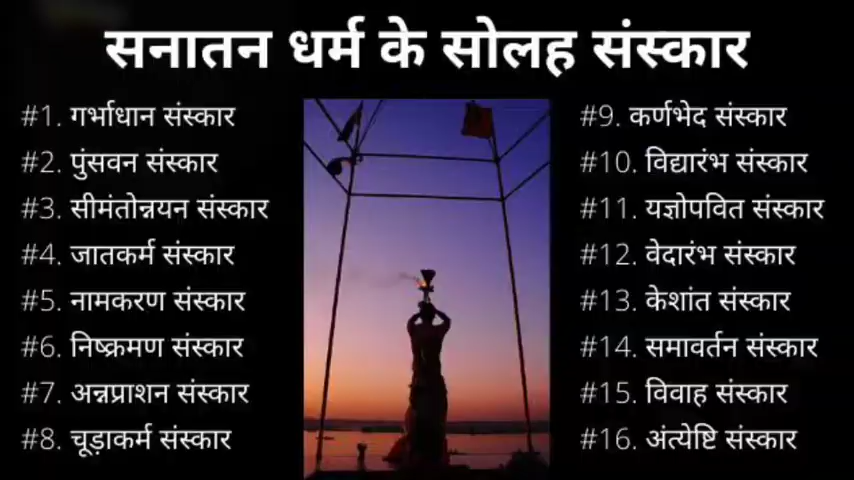 सनातन धर्म के सोलह संस्कार
#1. गर्भाधान संस्कार
#2. पुंसवन संस्कार
#3. सीमंतोन्नयन संस्कार
#4. जातकर्म संस्कार
#5. नामकरण संस्कार
#6. निष्क्रमण संस्कार
#7. अन्नप्राशन संस्कार
#8. चूड़ाकर्म संस्कार
#9. कर्णभेद संस्कार
#10. विद्यारंभ संस्कार
#11. यज्ञोपवित संस्कार
#12. वेदारंभ संस्कार
#13. केशांत संस्कार
#14. समावर्तन संस्कार
#15. विवाह संस्कार
#16. अंत्येष्टि संस्कार